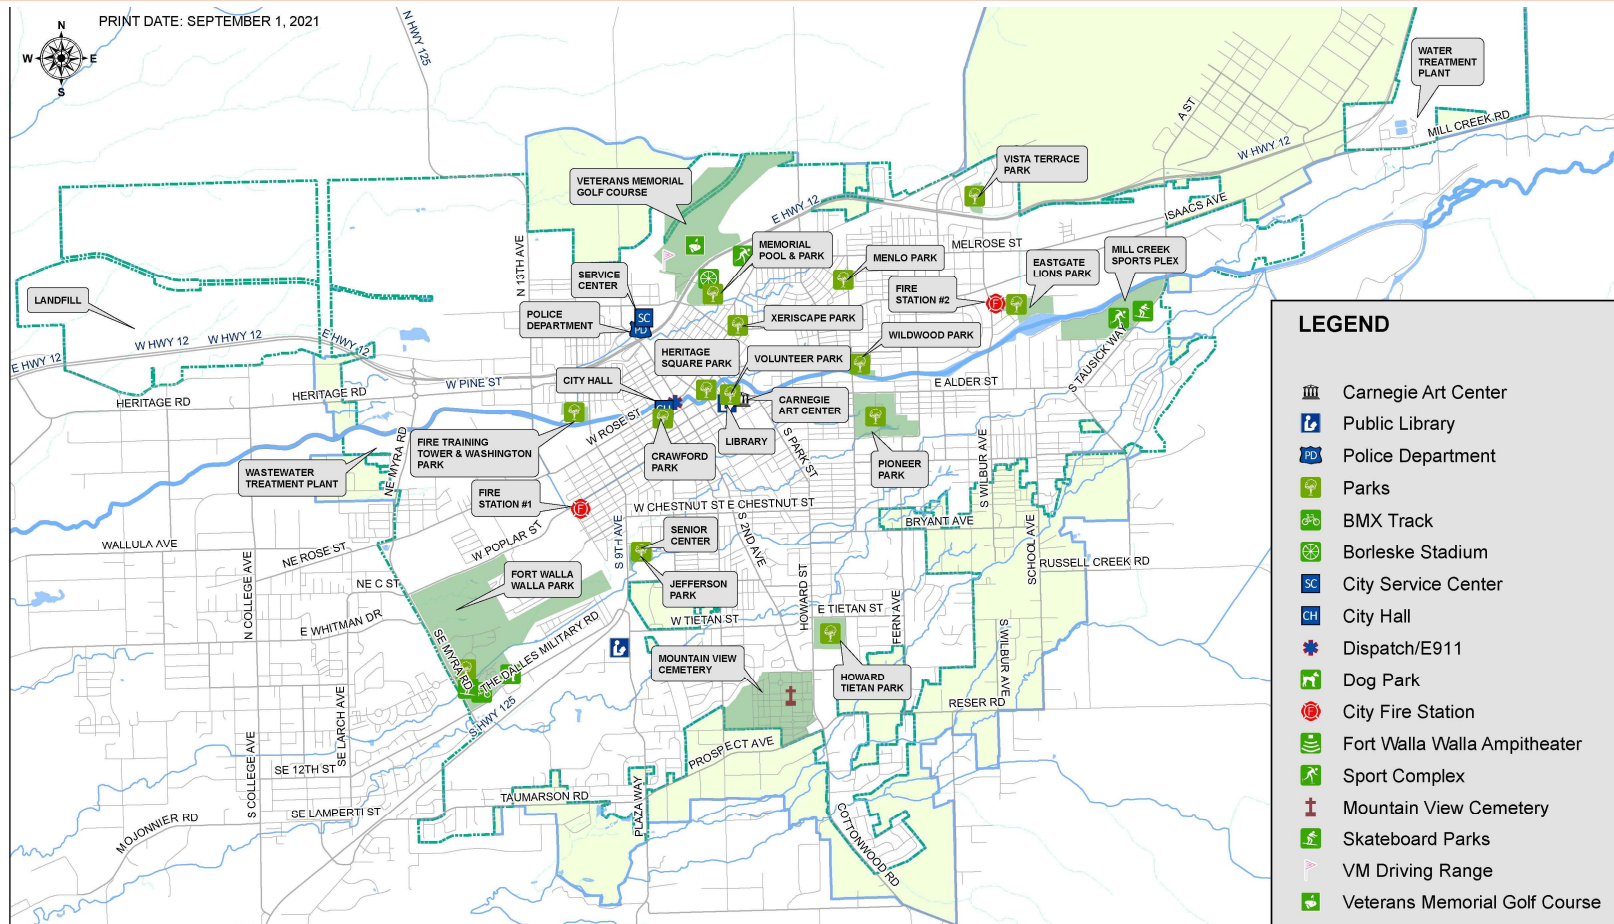 PRINT DATE: SEPTEMBER 1, 2021
N
W
E
S
N HWY 125
WATER
TREATMENT
PLANT
MILL CREEK RD
A ST
W HWY 12
VISTA TERRACE
PARK
VETERANS MEMORIAL
GOLF COURSE
E HWY 12
ISAACS AVE
MELROSE ST
MEMORIAL
POOL & PARK
MENLO PARK
EASTGATE
LIONS PARK
MILL CREEK
SPORTS PLEX
N 13TH AVE
SERVICE
CENTER
FIRE
STATION #2
F
LANDFILL
POLICE
DEPARTMENT
SC
PD
XERISCAPE PARK
WILDWOOD PARK
E HWY 12
W HWY 12
W HWY 12
E HWY 12
HERITAGE
SQUARE PARK
VOLUNTEER PARK
S TAUSICK WAY
W PINE ST
CITY HALL
CH
E ALDER ST
HERITAGE RD
HERITAGE RD
CARNEGIE
ART CENTER
W ROSE ST
LIBRARY
S PARK ST
FIRE TRAINING
TOWER & WASHINGTON
PARK
CRAWFORD
PARK
PIONEER
PARK
NE MYRA RD
WASTEWATER
TREATMENT PLANT
S WILBUR AVE
FIRE
STATION #1
F
W CHESTNUT ST
E CHESTNUT ST
BRYANT AVE
WALLULA AVE
NE ROSE ST
W POPLAR ST
S 9TH AVE
SENIOR
CENTER
S 2ND AVE
SCHOOL AVE
RUSSELL CREEK RD
N COLLEGE AVE
NE C ST
FORT WALLA
WALLA PARK
JEFFERSON
PARK
HOWARD ST
E TIETAN ST
FERN AVE
E WHITMAN DR
W TIETAN ST
SE MYRA RD
THE DALLES MILITARY RD
S WILBUR AVE
MOUNTAIN VIEW
CEMETERY
HOWARD
TIETAN PARK
RESER RD
S HWY 125
SE LARCH AVE
S COLLEGE AVE
PROSPECT AVE
SE 12TH ST
TAUMARSON RD
PLAZA WAY
SE LAMPERTI ST
MOJONNIER RD
COTTONWOOD RD
LEGEND
Carnegie Art Center
Public Library
PD Police Department
Parks
BMX Track
Borleske Stadium
SC City Service Center
CH City Hall
Dispatch/E911
Dog Park
F City Fire Station
Fort Walla Walla Ampitheater
Sport Complex
Mountain View Cemetery
Skateboard Parks
VM Driving Range
Veterans Memorial Golf Course